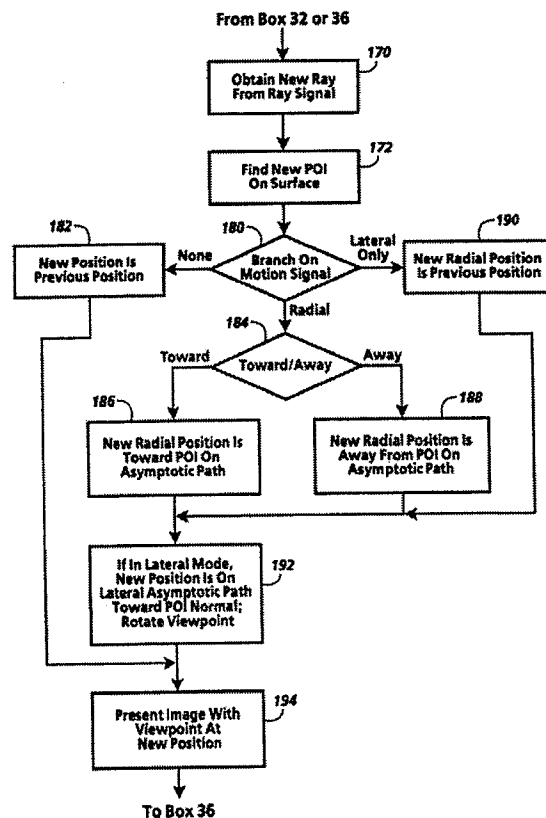 From Box 32 or 36
170
Obtain New Ray
From Ray Signal
172
Find New POI
On Surface
182
180
190
New Position Is
Previous Position
None
Branch On
Motion Signal
Lateral
Only
New Radial Position
Is Previous Position
Radial
184
Toward
Toward/Away
Away
186
188
New Radial Position Is
Toward POI On
Asymptotic Path
New Radial Position Is
Away From POI On
Asymptotic Path
If In Lateral Mode,
New Position Is On
Lateral Asymptotic Path
Toward POI Normal;
Rotate Viewpoint
192
Present Image With
Viewpoint At
New Position
194
To Box 36